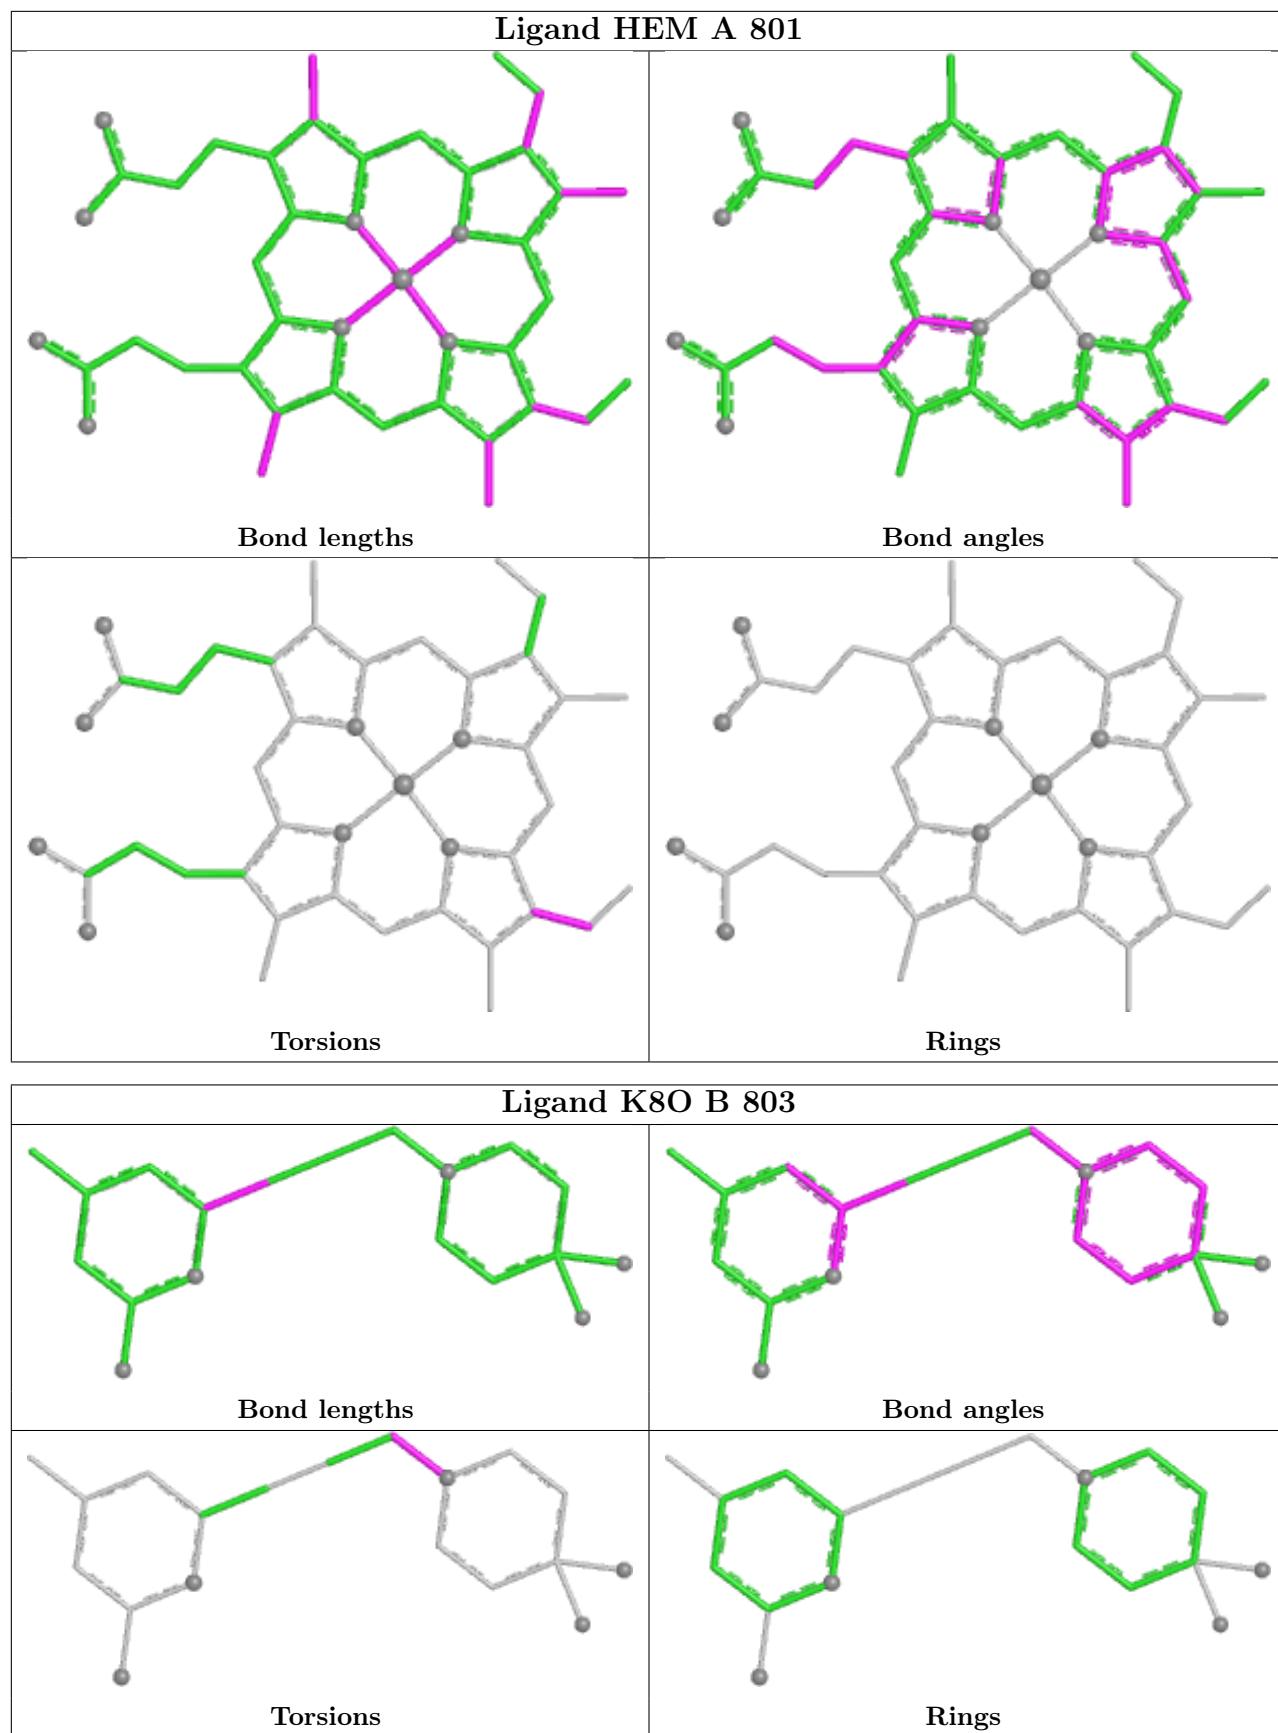 Ligand HEM A 801
Bond lengths
Bond angles
Torsions
Rings
Ligand K8O B 803
Bond lengths
Bond angles
Torsions
Rings